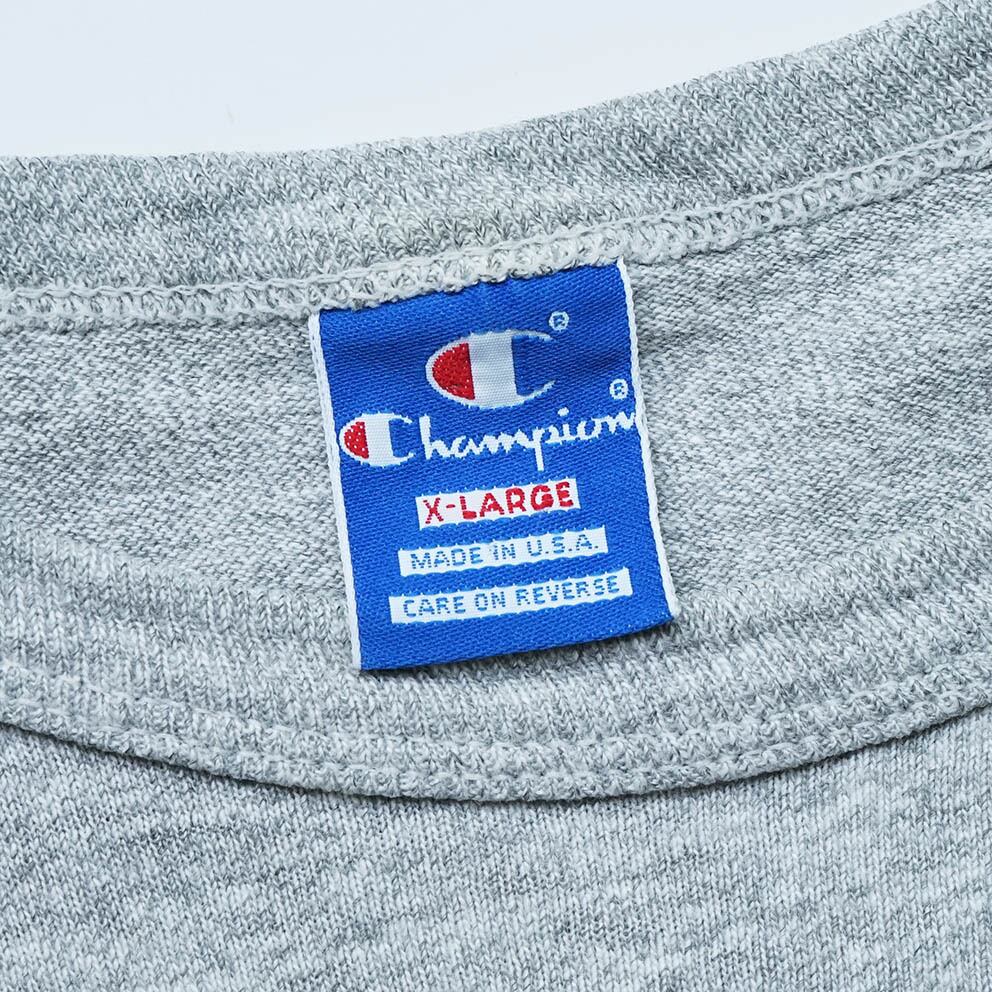 C®
Champion®
X-LARGE
MADE IN U.S.A.
CARE ON REVERSE